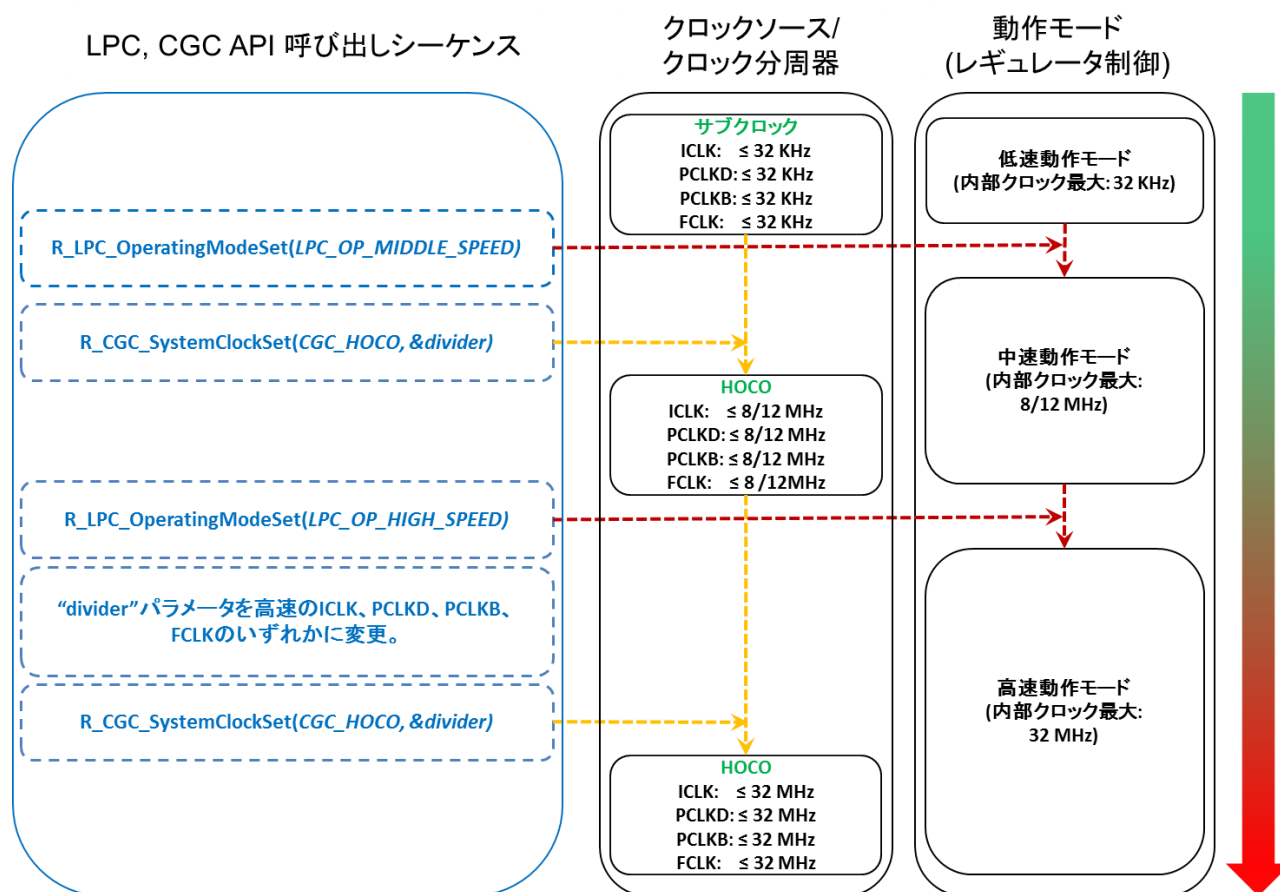 LPC, CGC API 呼び出しシーケンス
クロックソース/
クロック分周器
動作モード
(レギュレータ制御)
サブクロック
ICLK: ≤ 32 KHz
PCLKD: ≤ 32 KHz
PCLKB: ≤ 32 KHz
FCLK: ≤ 32 KHz
低速動作モード
(内部クロック最大: 32 KHz)
R_LPC_OperatingModeSet(LPC_OP_MIDDLE_SPEED)
R_CGC_SystemClockSet(CGC_HOCO, &divider)
中速動作モード
(内部クロック最大:
8/12 MHz)
HOCO
ICLK: ≤ 8/12 MHz
PCLKD: ≤ 8/12 MHz
PCLKB: ≤ 8/12 MHz
FCLK: ≤ 8 /12MHz
R_LPC_OperatingModeSet(LPC_OP_HIGH_SPEED)
“divider”パラメータを高速のICLK、PCLKD、PCLKB、
FCLKのいずれかに変更。
R_CGC_SystemClockSet(CGC_HOCO, &divider)
高速動作モード
(内部クロック最大:
32 MHz)
HOCO
ICLK: ≤ 32 MHz
PCLKD: ≤ 32 MHz
PCLKB: ≤ 32 MHz
FCLK: ≤ 32 MHz